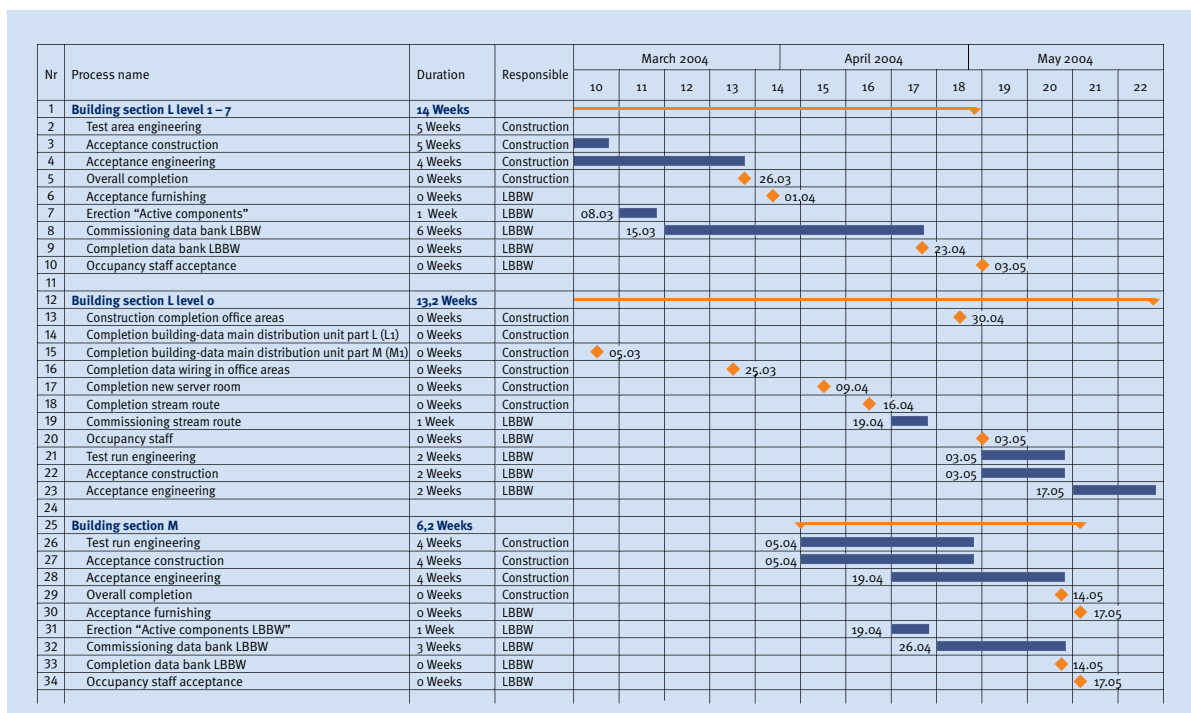 Nr Process name Duration Responsible March 2004 April 2004 May 2004
10 11 12 13 14 15 16 17 18 19 20 21 22
1 Building section L level 1 – 7 14 Weeks
2 Test area engineering 5 Weeks Construction
3 Acceptance construction 5 Weeks Construction
4 Acceptance engineering 4 Weeks Construction
5 Overall completion 0 Weeks Construction 26.03
6 Acceptance furnishing 0 Weeks LBBW 01.04
7 Erection “Active components” 1 Week LBBW 08.03
8 Commissioning data bank LBBW 6 Weeks LBBW 15.03
9 Completion data bank LBBW 0 Weeks LBBW 23.04
10 Occupancy staff acceptance 0 Weeks LBBW 03.05
11
12 Building section L level 0 13,2 Weeks
13 Construction completion office areas 0 Weeks Construction 30.04
14 Completion building-data main distribution unit part L (L1) 0 Weeks Construction
15 Completion building-data main distribution unit part M (M1) 0 Weeks Construction 05.03
16 Completion data wiring in office areas 0 Weeks Construction 25.03
17 Completion new server room 0 Weeks Construction 09.04
18 Completion stream route 0 Weeks Construction 16.04
19 Commissioning stream route 1 Week LBBW 19.04
20 Occupancy staff 0 Weeks LBBW 03.05
21 Test run engineering 2 Weeks LBBW 03.05
22 Acceptance construction 2 Weeks LBBW 03.05
23 Acceptance engineering 2 Weeks LBBW 17.05
24
25 Building section M 6,2 Weeks
26 Test run engineering 4 Weeks Construction 05.04
27 Acceptance construction 4 Weeks Construction 05.04
28 Acceptance engineering 4 Weeks Construction 19.04
29 Overall completion 0 Weeks Construction 14.05
30 Acceptance furnishing 0 Weeks LBBW 17.05
31 Erection “Active components LBBW” 1 Week LBBW 19.04
32 Commissioning data bank LBBW 3 Weeks LBBW 26.04
33 Completion data bank LBBW 0 Weeks LBBW 14.05
34 Occupancy staff acceptance 0 Weeks LBBW 17.05